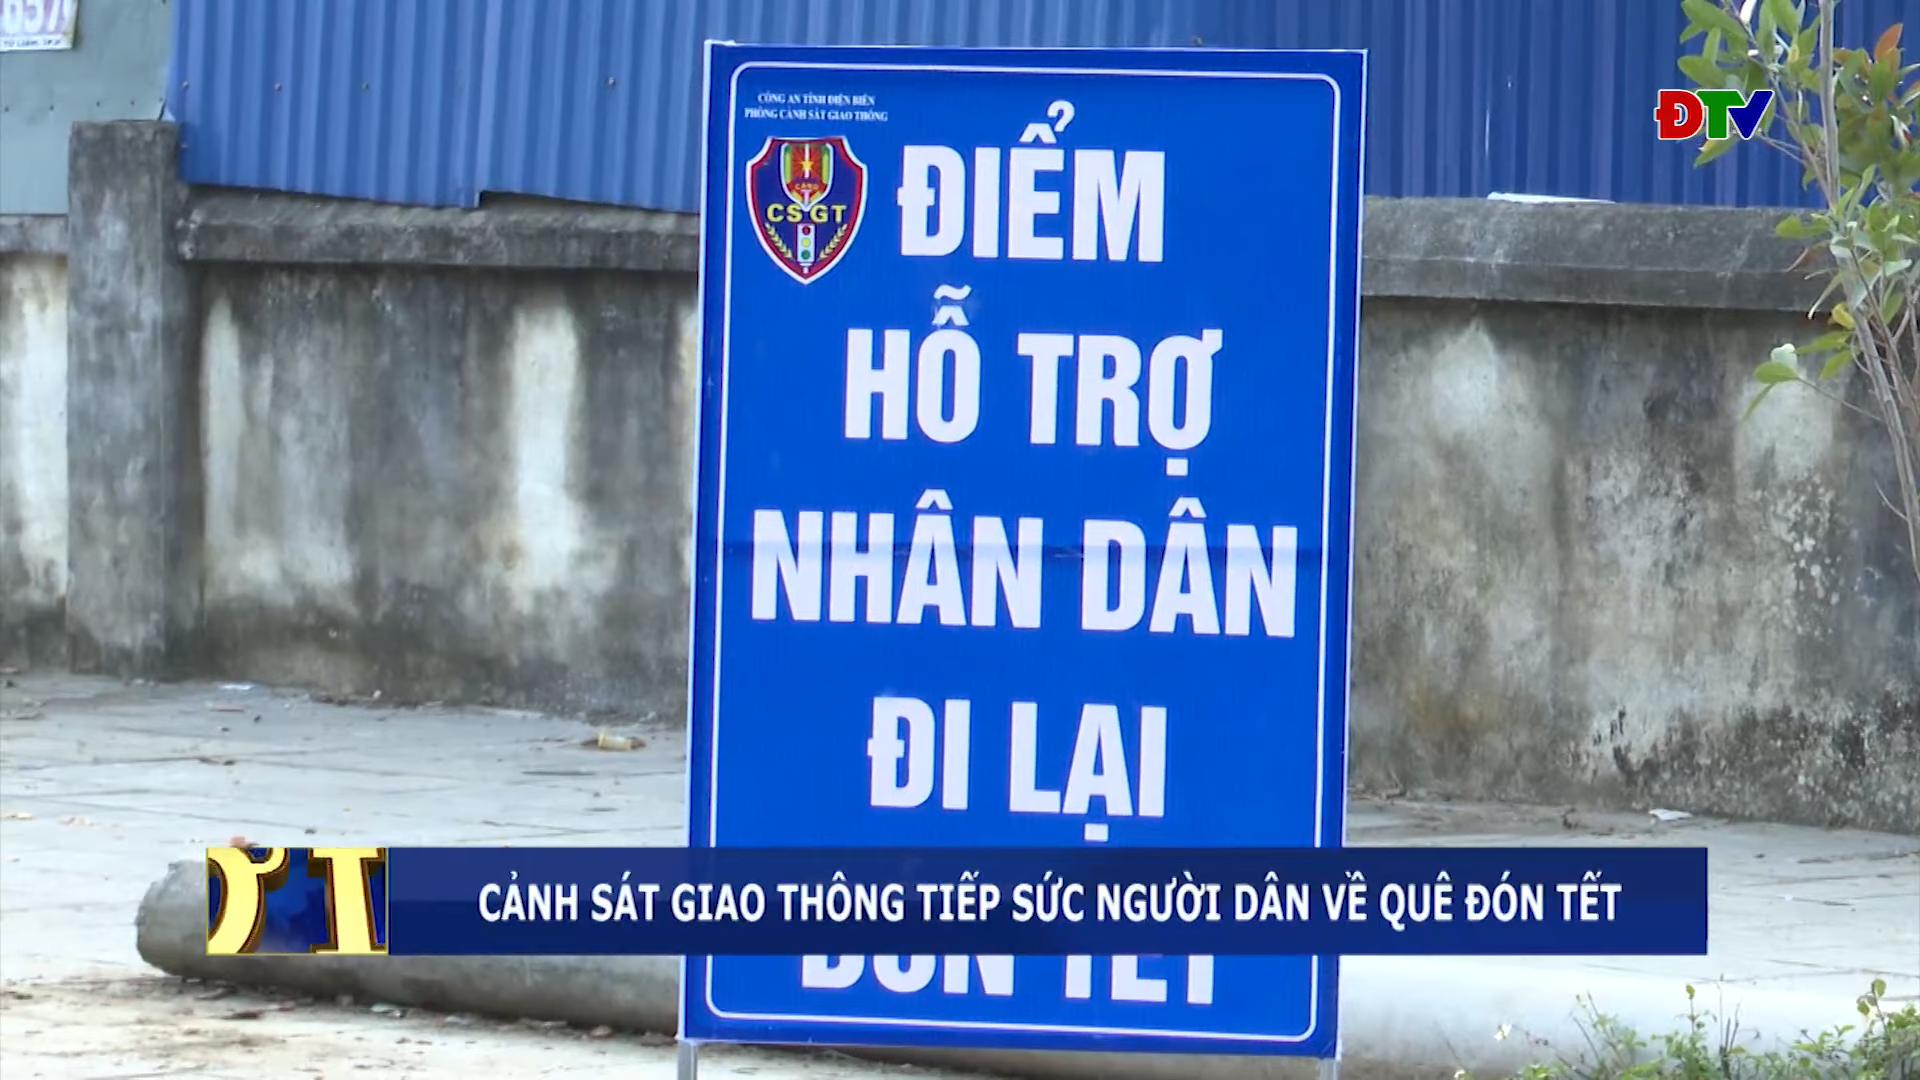 ĐTV
CÔNG AN TỈNH ĐIỆN BIÊN
PHÒNG CẢNH SÁT GIAO THÔNG
CSGT
ĐIỂM
HỖ TRỢ
NHÂN DÂN
ĐI LẠI
ĐÓN TẾT
CẢNH SÁT GIAO THÔNG TIẾP SỨC NGƯỜI DÂN VỀ QUÊ ĐÓN TẾT